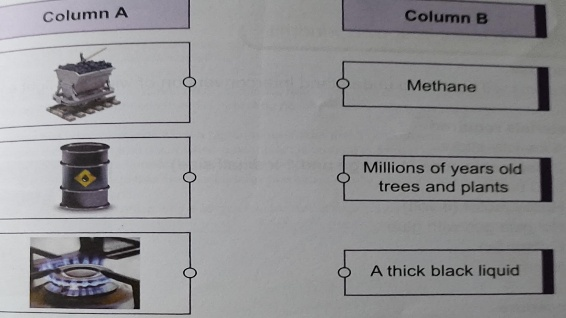 Column A
Column B
Methane
Millions of years old
trees and plants
A thick black liquid